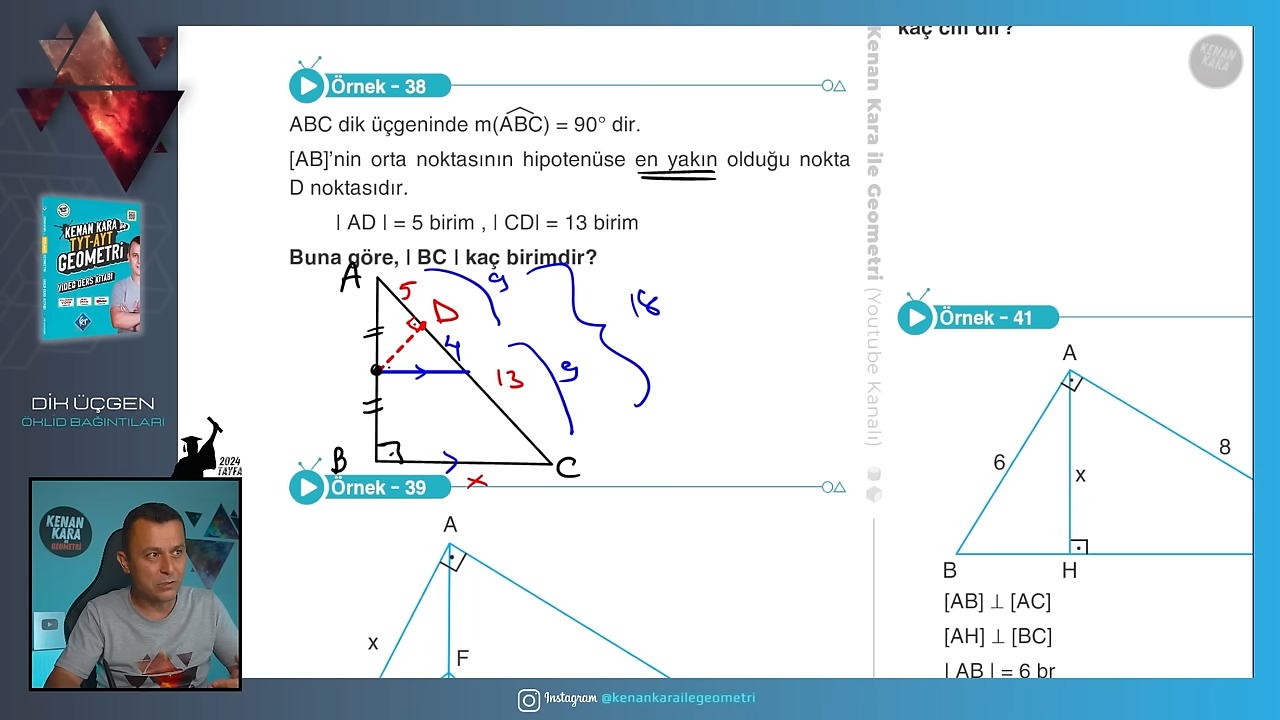 kaç cm dir?
KENAN
KARA
Örnek - 38
ABC dik üçgeninde m(ABC) = 90° dir.
[AB]'nin orta noktasının hipotenüse en yakın olduğu nokta
D noktasıdır.
| AD | = 5 birim , | CD| = 13 birim
Buna göre, | BC | kaç birimdir?
A
5
D
4
13
9
9
18
B
C
x
Örnek - 39
A
x
F
Kenan Kara ile Geometri (Youtube Kanalı)
Örnek - 41
A
6
x
8
B
H
[AB] ⊥ [AC]
[AH] ⊥ [BC]
| AB | = 6 br
KENAN KARA
TYT-AYT
GEOMETRİ
VİDEO DERS KİTABI
DİK ÜÇGEN
ÖKLİD BAĞINTILARI
2024
TAYFA
KENAN
KARA
GEOMETRİ
Instagram @kenankarailegeometri